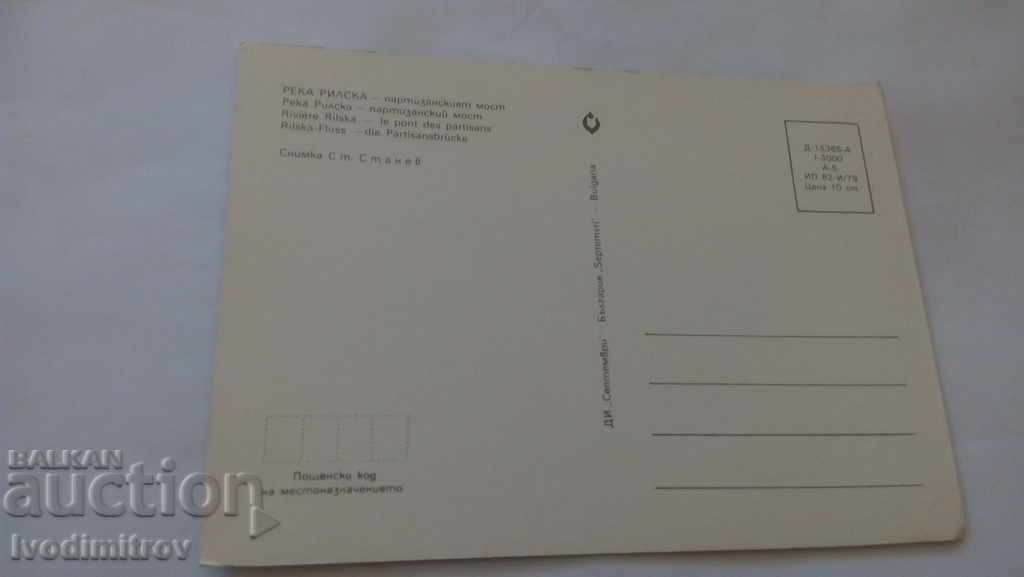 РЕКА РИЛСКА — партизанският мост
Река Рилска — партизанский мост
Rivière Rilska — le pont des partisans
Rilska-Fluss — die Partisansbrücke
Снимка Ст. Станев
Д-15365-А
I-3000
А-5
ИП 82-И/79
Цена 10 ст.
ДИ „Септември“ България „Septemvri“ — Bulgaria
Пощенски код
на местоназначението
BALKAN
auction
Ivodimitrov